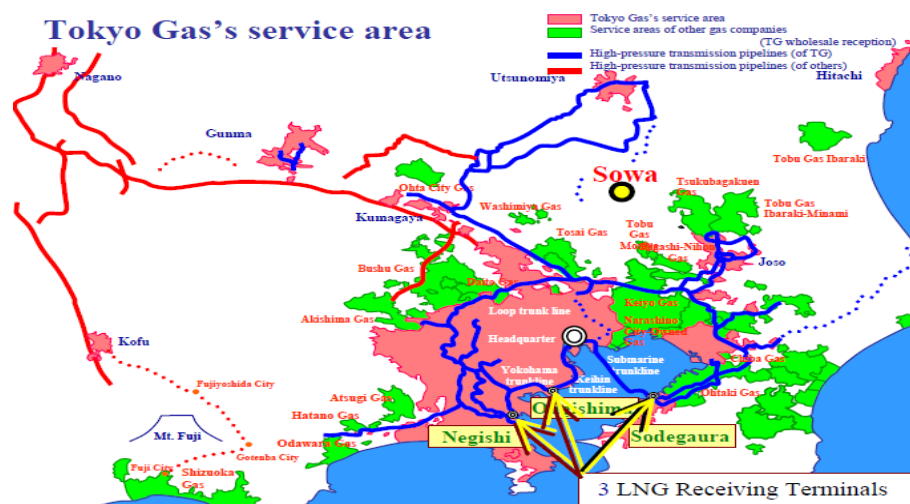 Tokyo Gas's service area
Tokyo Gas's service area
Service areas of other gas companies
(TG wholesale reception)
High-pressure transmission pipelines (of TG)
High-pressure transmission pipelines (of others)
Nagano
Utsunomiya
Hitachi
Gunma
Tobu Gas Ibaraki
Ohta City Gas
Sowa
Tsukubagakuen
Gas
Washimiya Gas
Tobu Gas
Ibaraki-Minami
Kumagaya
Tosai Gas
Tobu
Gas
Gas
Joso
Bushu Gas
Keiyo Gas
Akishima Gas
Loop trunk line
Narashino
Gas
Kofu
Headquarter
Submarine
trunkline
Chiba Gas
Yokohama
trunkline
Keihin
trunkline
Fujiyoshida City
Atsugi Gas
Ohtaki Gas
Hatano Gas
Mt. Fuji
Odawara Gas
Negishi
Sodegaura
Gotenba City
Fuji City
Shizuoka
Gas
3 LNG Receiving Terminals